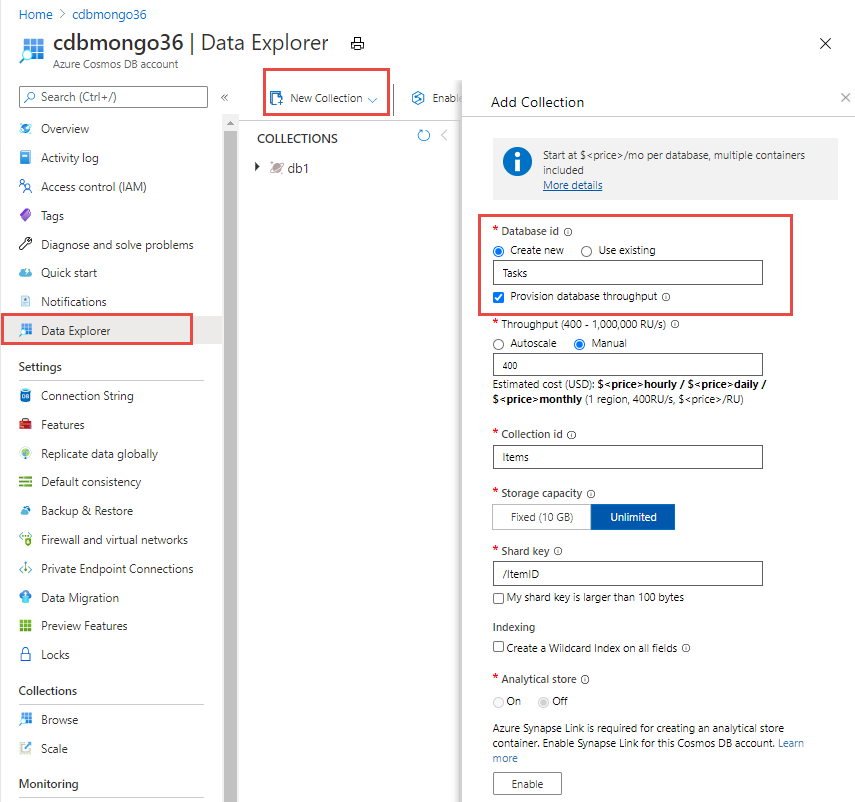 Home > cdbmongo36
cdbmongo36 | Data Explorer
Azure Cosmos DB account
Search (Ctrl+/)
«
Overview
Activity log
Access control (IAM)
Tags
Diagnose and solve problems
Quick start
Notifications
Data Explorer
Settings
Connection String
Features
Replicate data globally
Default consistency
Backup & Restore
Firewall and virtual networks
Private Endpoint Connections
Data Migration
Preview Features
Locks
Collections
Browse
Scale
Monitoring
New Collection
COLLECTIONS
db1
Add Collection
Start at $<price>/mo per database, multiple containers
included
More details
* Database id
Create new Use existing
Tasks
Provision database throughput
* Throughput (400 - 1,000,000 RU/s)
Autoscale Manual
400
Estimated cost (USD): $<price>hourly / $<price>daily /
$<price>monthly (1 region, 400RU/s, $<price>/RU)
* Collection id
Items
* Storage capacity
Fixed (10 GB) Unlimited
* Shard key
/ItemID
My shard key is larger than 100 bytes
Indexing
Create a Wildcard Index on all fields
* Analytical store
On Off
Azure Synapse Link is required for creating an analytical store
container. Enable Synapse Link for this Cosmos DB account. Learn
more
Enable